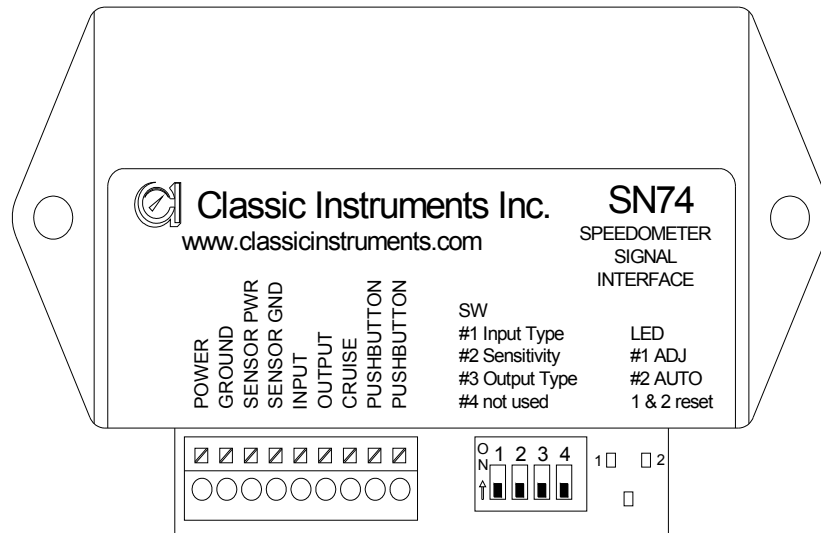 Classic Instruments Inc.
www.classicinstruments.com
SN74
SPEEDOMETER
SIGNAL
INTERFACE
POWER
GROUND
SENSOR PWR
SENSOR GND
INPUT
OUTPUT
CRUISE
PUSHBUTTON
PUSHBUTTON
SW
#1 Input Type
#2 Sensitivity
#3 Output Type
#4 not used
LED
#1 ADJ
#2 AUTO
1 & 2 reset
ON
1 2 3 4
1 2